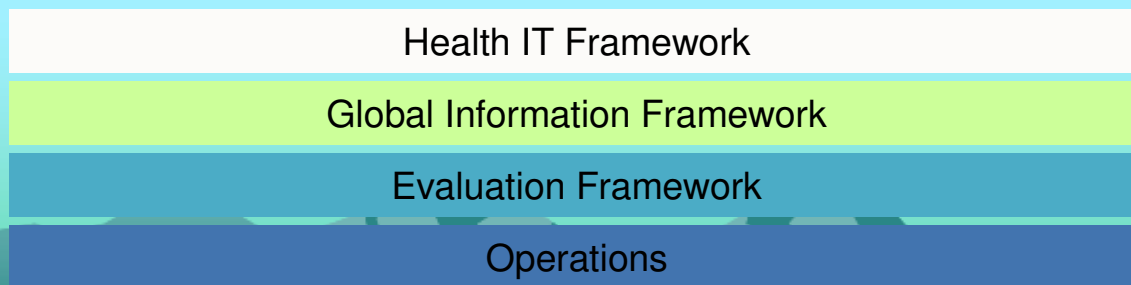 Health IT Framework
Global Information Framework
Evaluation Framework
Operations